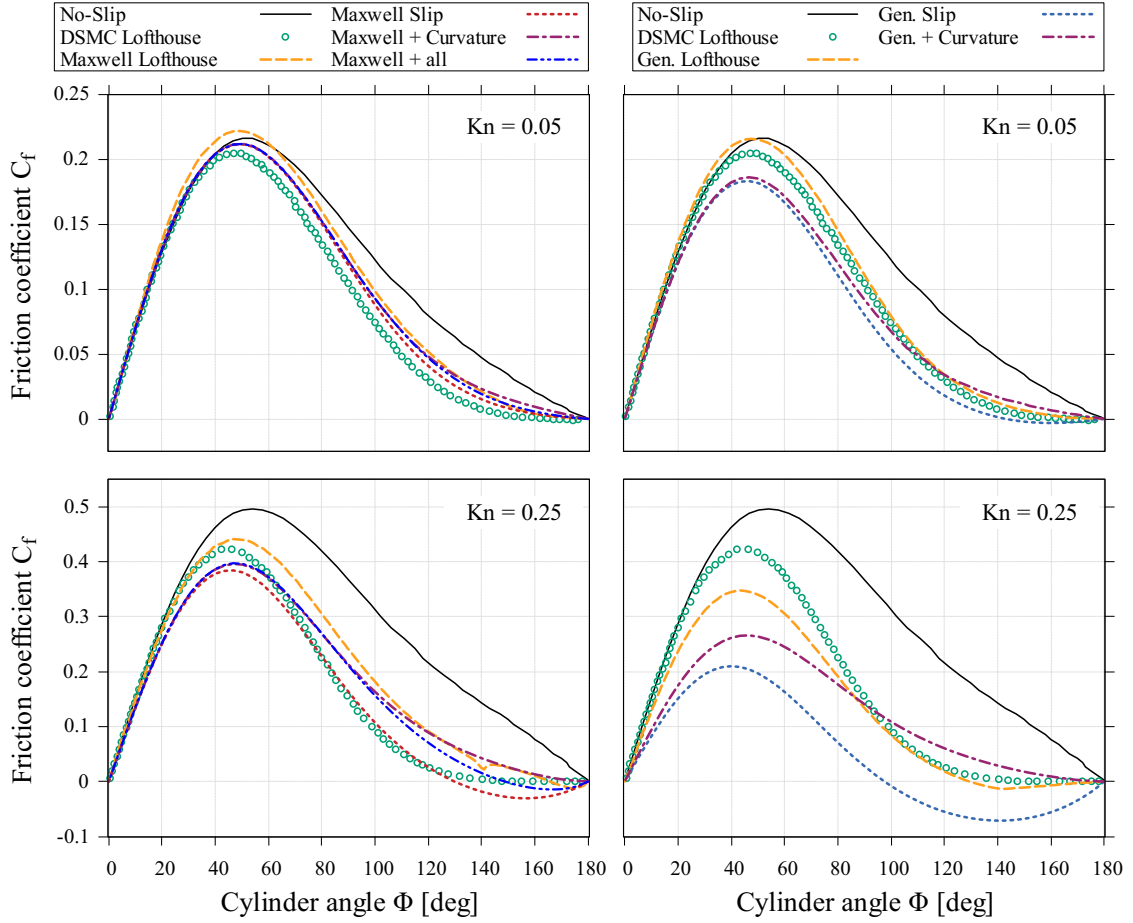 No-Slip Maxwell Slip
DSMC Lofthouse Maxwell + Curvature
Maxwell Lofthouse Maxwell + all
No-Slip Gen. Slip
DSMC Lofthouse Gen. + Curvature
Gen. Lofthouse
0.25
0.2
0.15
0.1
0.05
0
Friction coefficient C_f
Kn = 0.05
Kn = 0.05
0.5
0.4
0.3
0.2
0.1
0
-0.1
Friction coefficient C_f
Kn = 0.25
Kn = 0.25
0 20 40 60 80 100 120 140 160 180
0 20 40 60 80 100 120 140 160 180
Cylinder angle Φ [deg]
Cylinder angle Φ [deg]